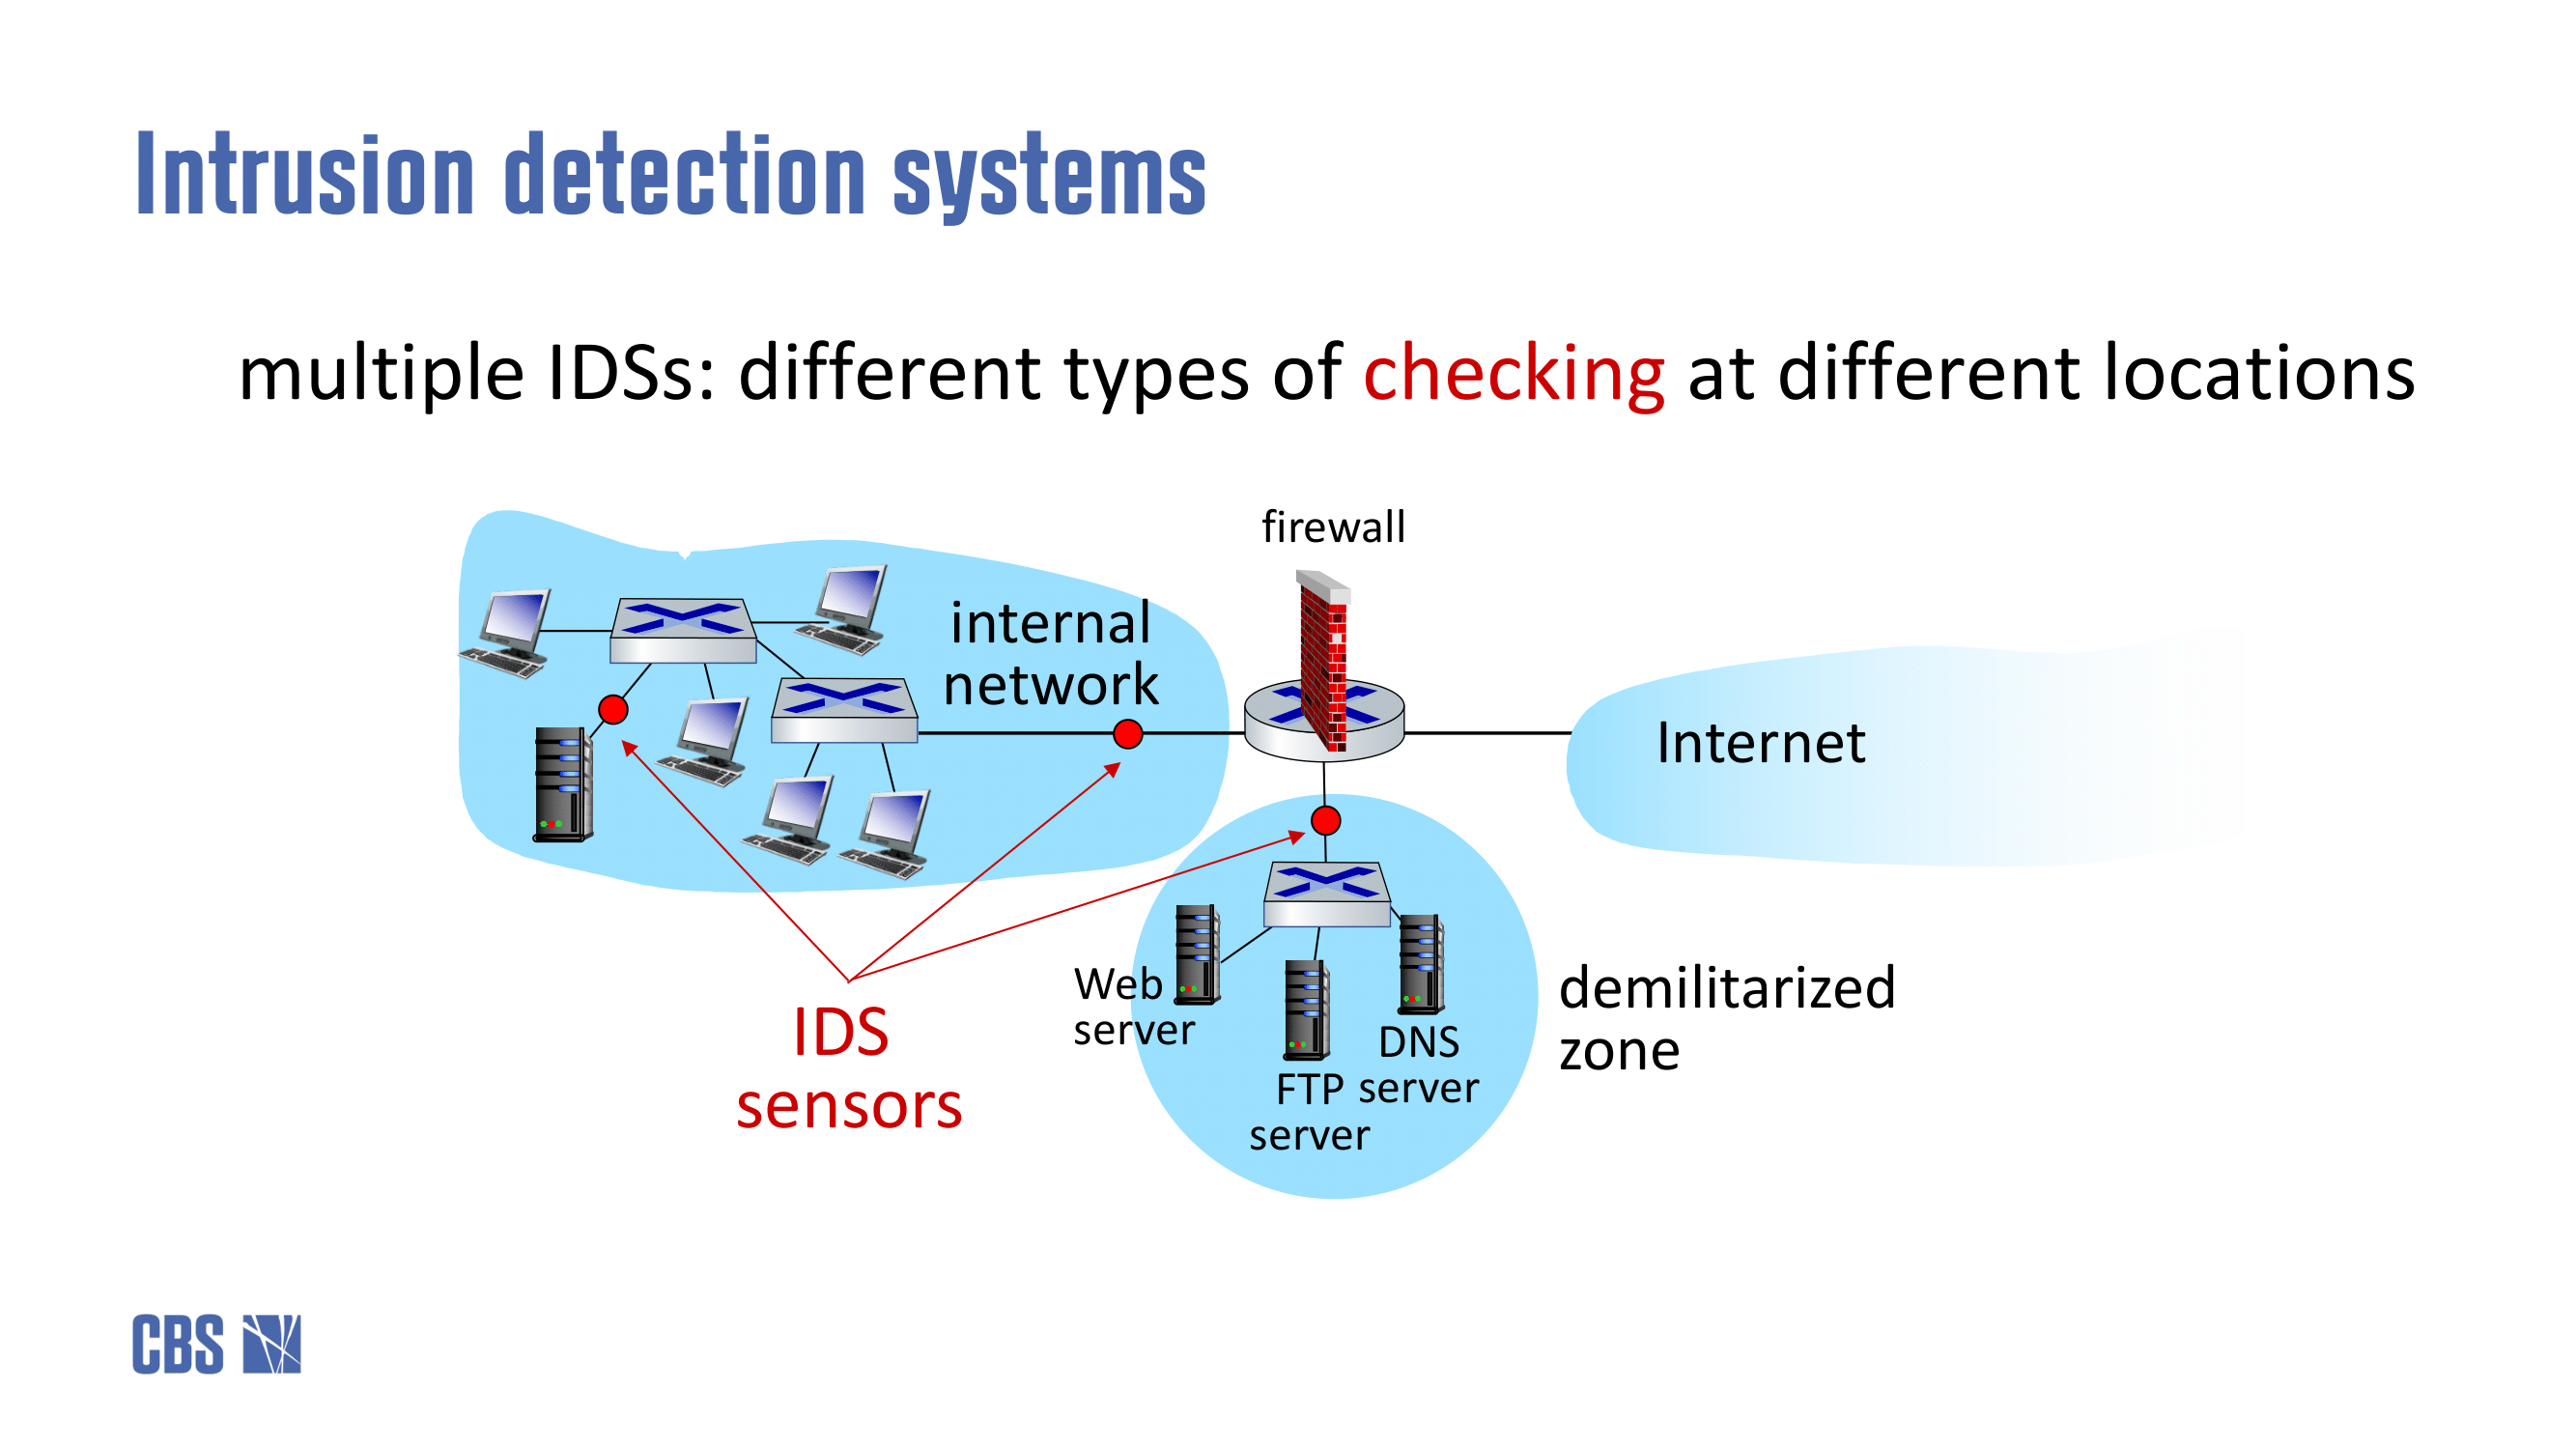 Intrusion detection systems
multiple IDSs: different types of checking at different locations
firewall
internal
network
Internet
IDS
sensors
Web
server
FTP
server
DNS
server
demilitarized
zone
CBS